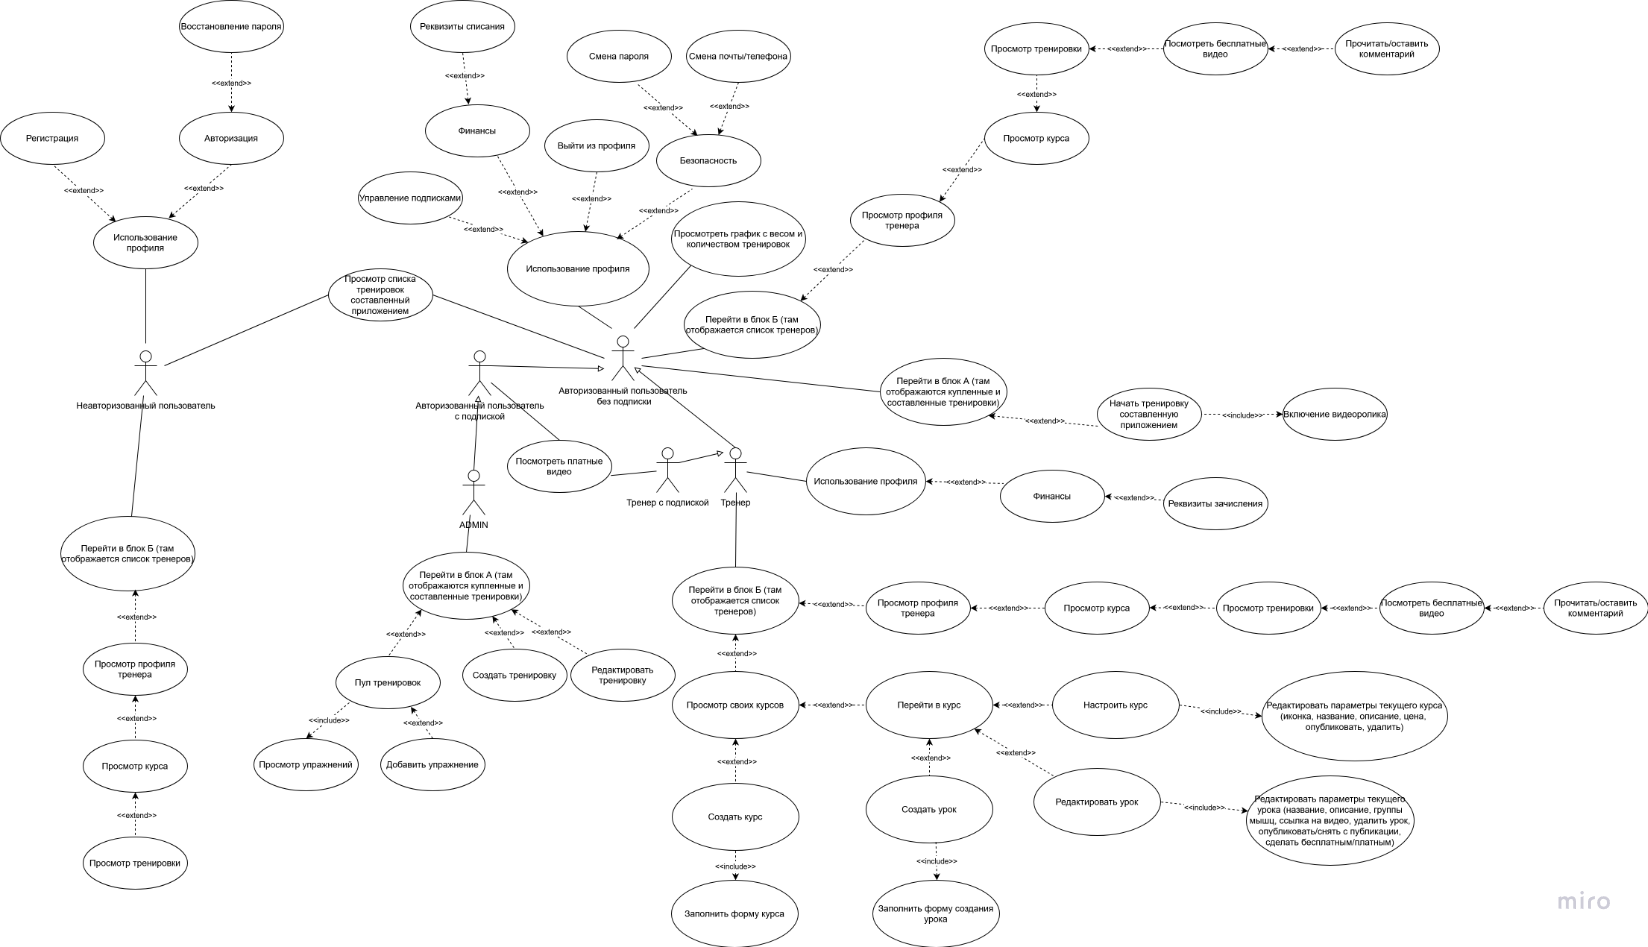 Восстановление пароля
<<extend>>
Регистрация
Авторизация
<<extend>>
<<extend>>
Использование
профиля
Реквизиты списания
<<extend>>
Финансы
Смена пароля
Смена почты/телефона
<<extend>>
<<extend>>
Выйти из профиля
Безопасность
Управление подписками
<<extend>>
<<extend>>
<<extend>>
<<extend>>
Использование профиля
Просмотреть график с весом и
количеством тренировок
Просмотр тренировки
<<extend>>
Посмотреть бесплатные
видео
<<extend>>
Прочитать/оставить
комментарий
<<extend>>
Просмотр курса
<<extend>>
Просмотр профиля
тренера
<<extend>>
Перейти в блок Б (там
отображается список тренеров)
Просмотр списка
тренировок
составленный
приложением
Неавторизованный пользователь
Авторизованный пользователь
с подпиской
Авторизованный пользователь
без подписки
Перейти в блок А (там
отображаются купленные и
составленные тренировки)
<<extend>>
Начать тренировку
составленную
приложением
<<include>>
Включение видеоролика
Посмотреть платные
видео
Тренер с подпиской
Тренер
ADMIN
Использование профиля
<<extend>>
Финансы
<<extend>>
Реквизиты зачисления
Перейти в блок Б (там
отображается список тренеров)
<<extend>>
Просмотр профиля
тренера
<<extend>>
Просмотр курса
<<extend>>
Просмотр тренировки
Перейти в блок А (там
отображаются купленные и
составленные тренировки)
<<extend>>
<<extend>>
<<extend>>
Пул тренировок
Создать тренировку
Редактировать
тренировку
<<include>>
<<extend>>
Просмотр упражнений
Добавить упражнение
Перейти в блок Б (там
отображается список
тренеров)
<<extend>>
Просмотр профиля
тренера
<<extend>>
Просмотр курса
<<extend>>
Просмотр тренировки
<<extend>>
Посмотреть бесплатные
видео
<<extend>>
Прочитать/оставить
комментарий
<<extend>>
Просмотр своих курсов
<<extend>>
Перейти в курс
<<extend>>
Настроить курс
<<include>>
Редактировать параметры текущего курса
(иконка, название, описание, цена,
опубликовать, удалить)
<<extend>>
<<extend>>
<<extend>>
Создать курс
Создать урок
Редактировать урок
<<include>>
Редактировать параметры текущего
урока (название, описание, группы
мышц, ссылка на видео, удалить урок,
опубликовать/снять с публикации,
сделать бесплатным/платным)
<<include>>
<<include>>
Заполнить форму курса
Заполнить форму создания
урока
miro